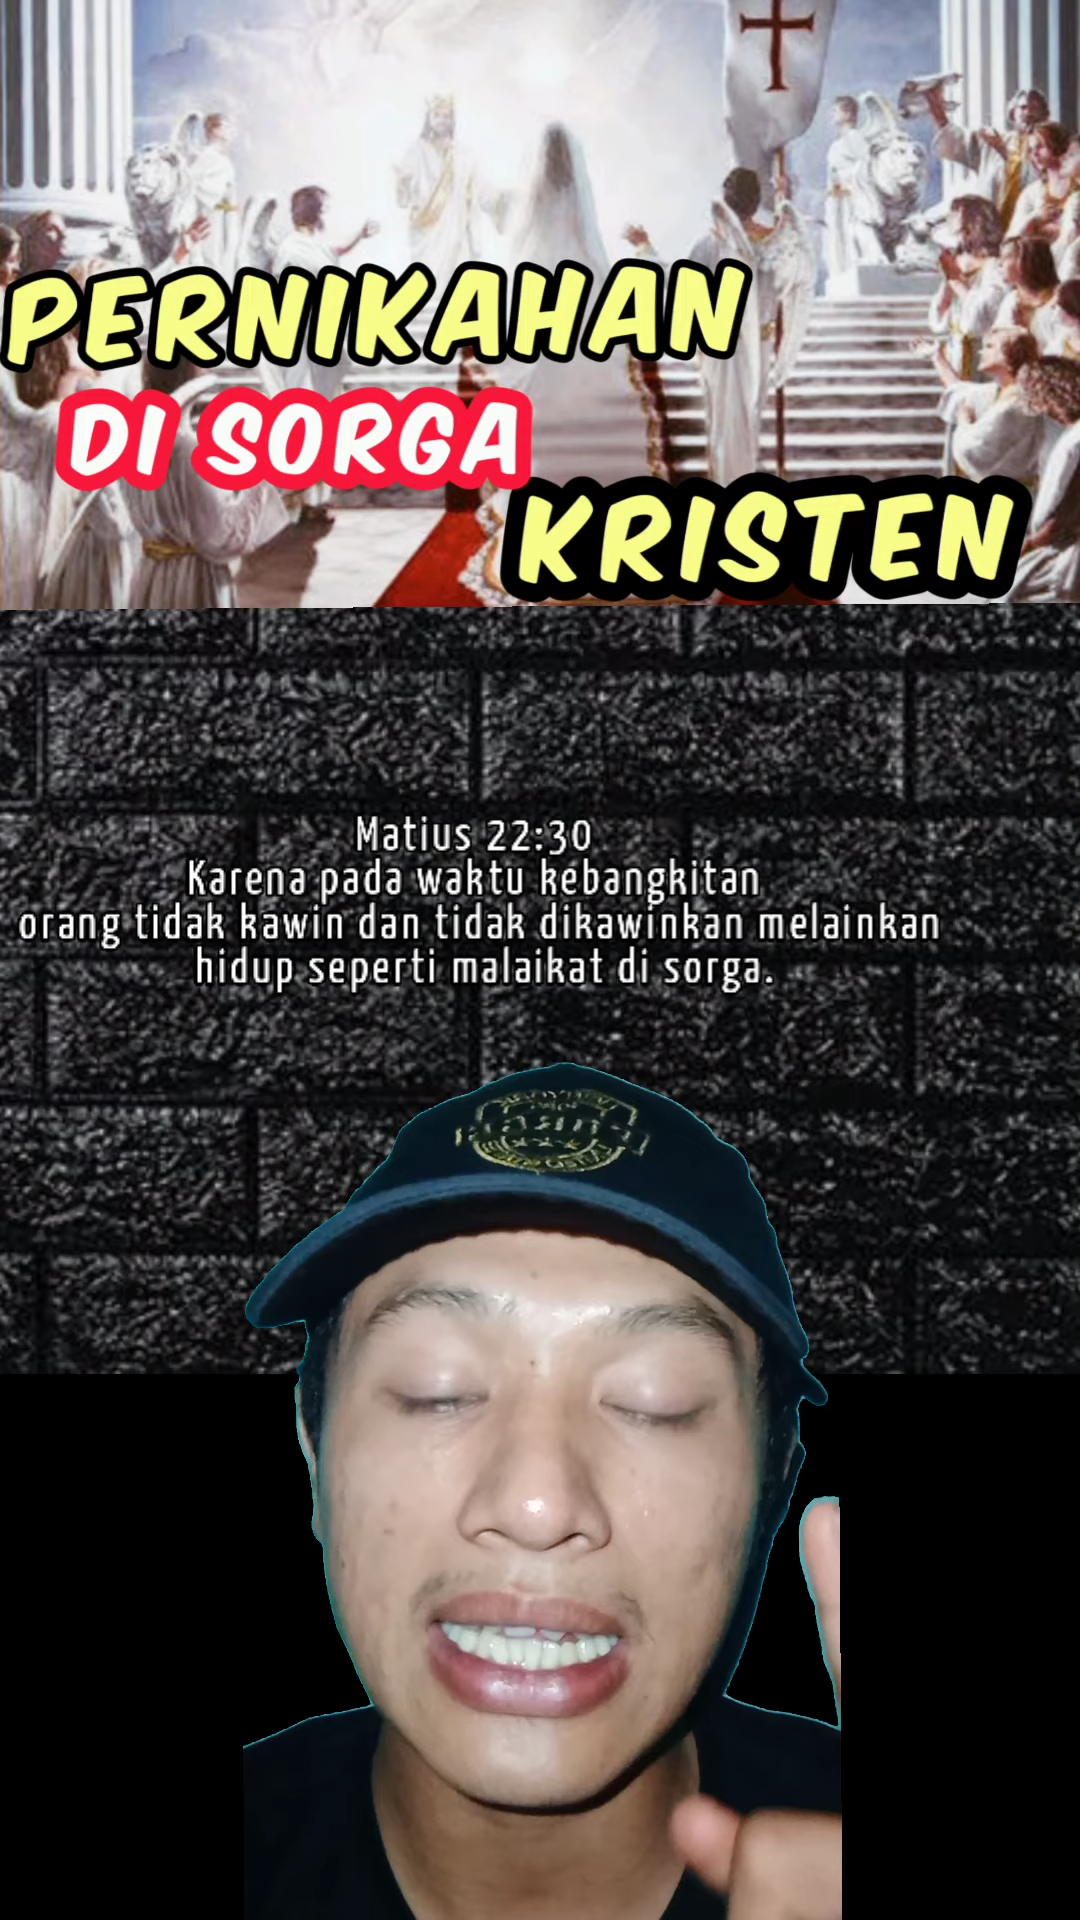 PERNIKAHAN
DI SORGA
KRISTEN
Matius 22:30
Karena pada waktu kebangkitan
orang tidak kawin dan tidak dikawinkan melainkan
hidup seperti malaikat di sorga.